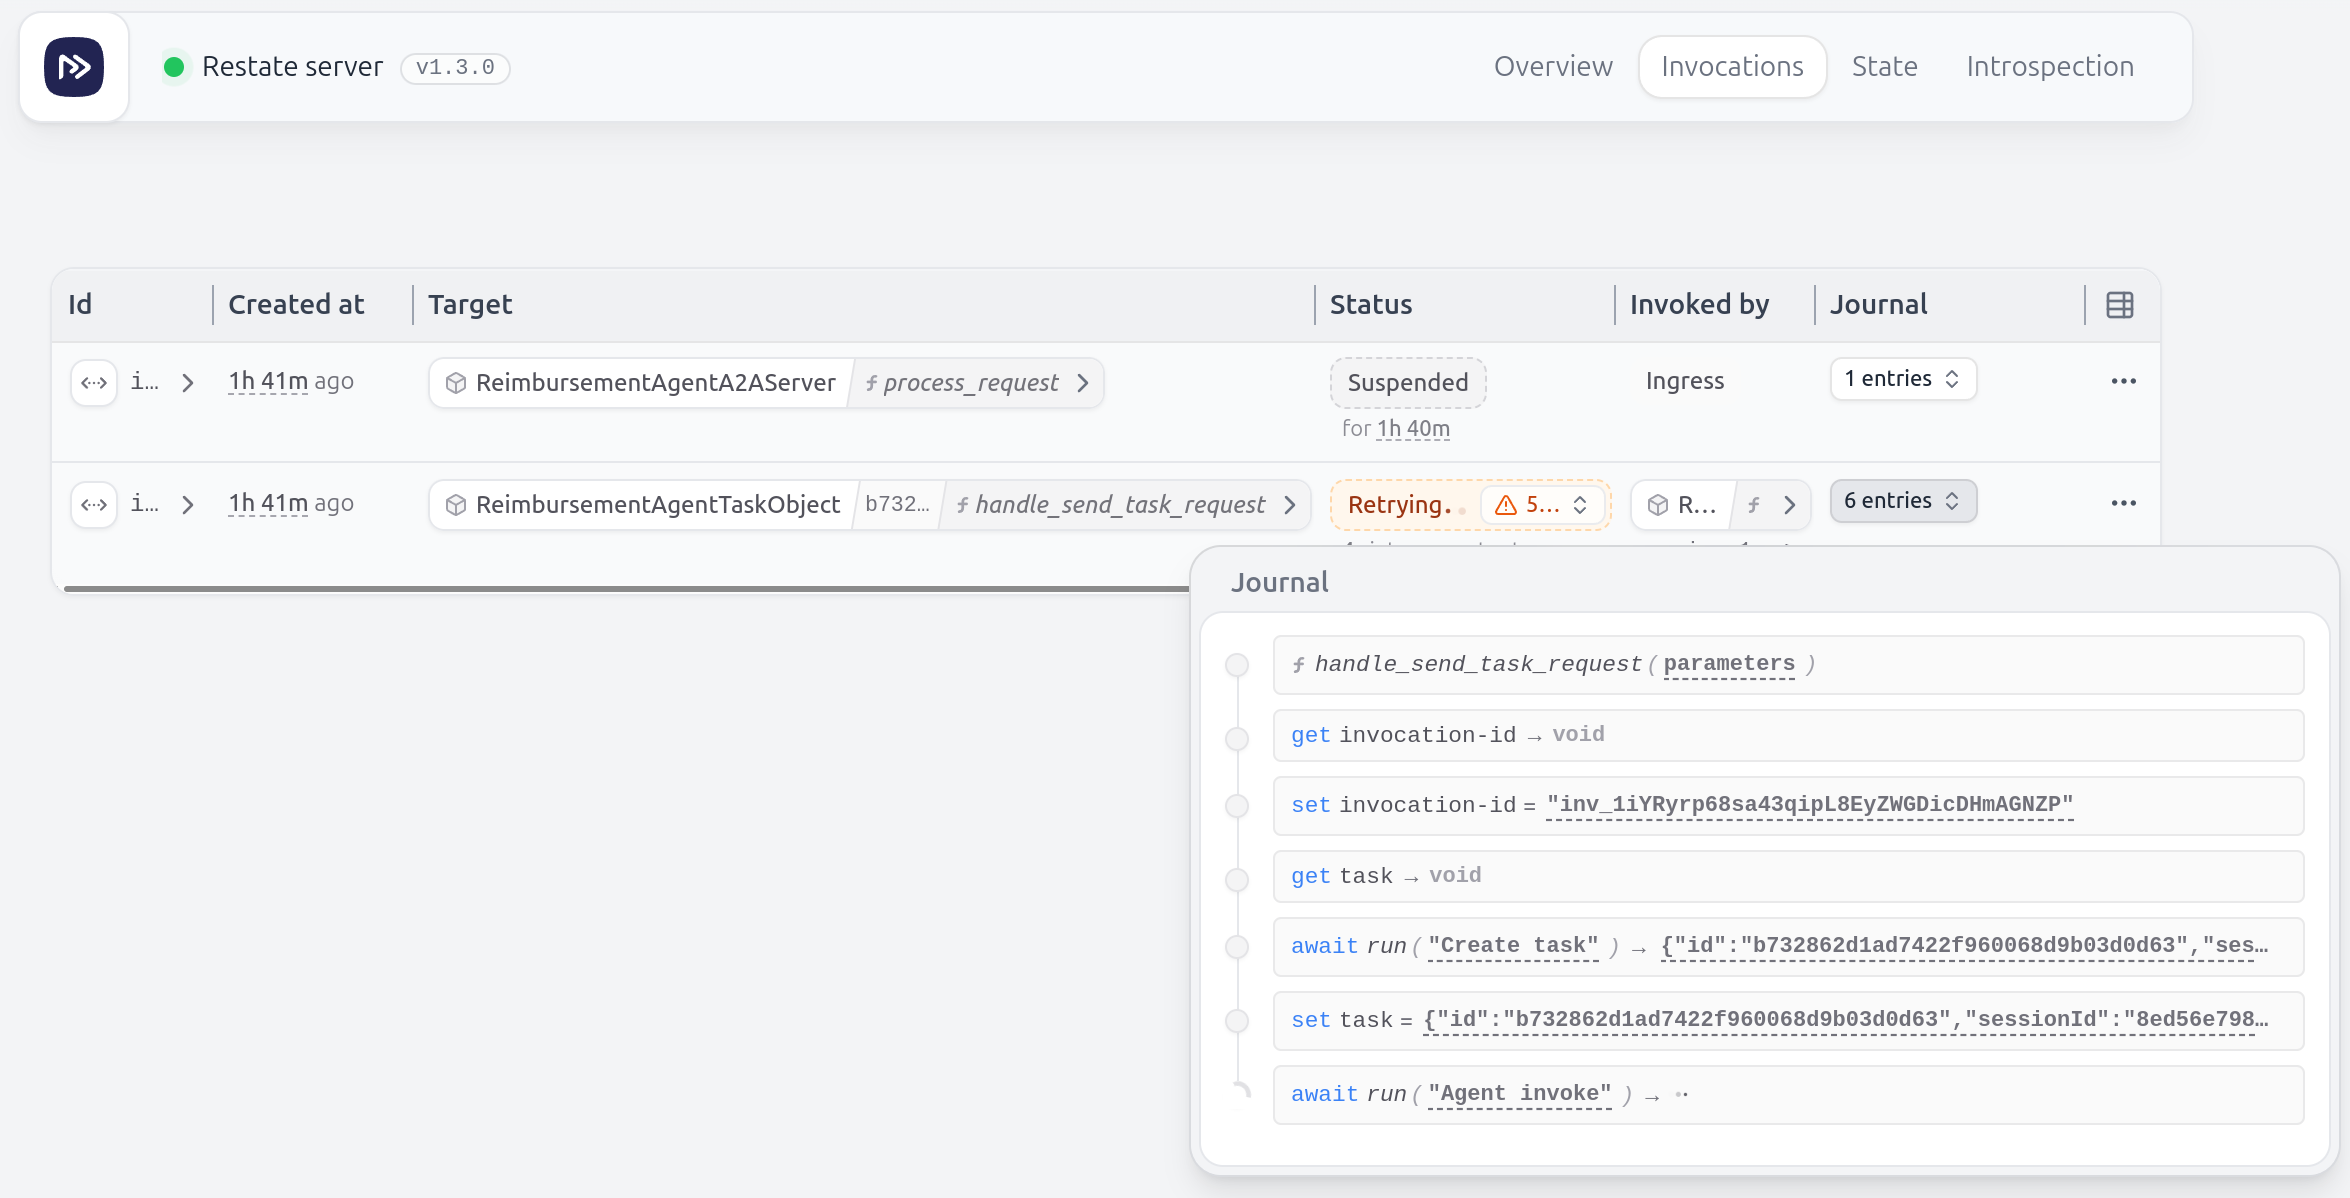 Restate server v1.3.0 Overview Invocations State Introspection
Id Created at Target Status Invoked by Journal
i... 1h 41m ago ReimbursementAgentA2AServer process_request Suspended Ingress 1 entries
for 1h 40m
i... 1h 41m ago ReimbursementAgentTaskObject b732... handle_send_task_request Retrying. 5... R... 6 entries
Journal
handle_send_task_request( parameters )
get invocation-id → void
set invocation-id = "inv_1iYRyrp68sa43qipL8EyZWGDicDHmAGNZP"
get task → void
await run( "Create task" ) → {"id":"b732862d1ad7422f960068d9b03d0d63","ses…
set task = {"id":"b732862d1ad7422f960068d9b03d0d63","sessionId":"8ed56e798…
await run( "Agent invoke" ) →